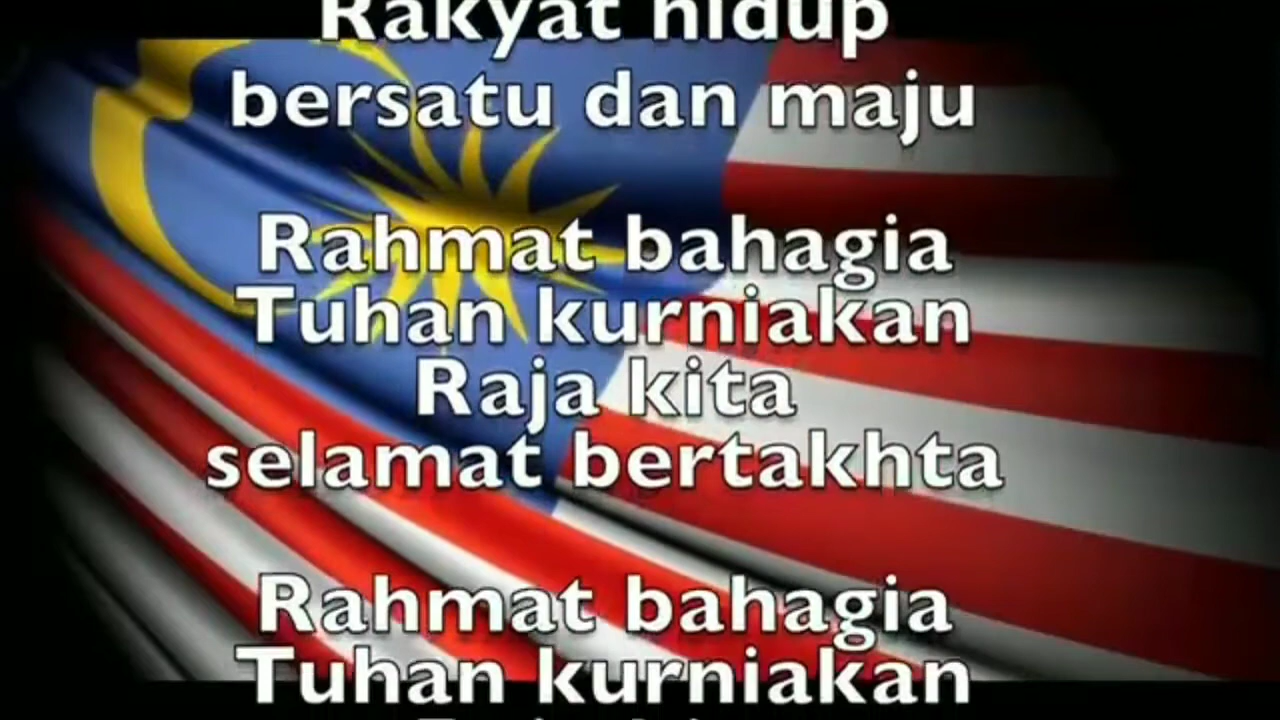 Rakyat hidup
bersatu dan maju
Rahmat bahagia
Tuhan kurniakan
Raja kita
selamat bertakhta
Rahmat bahagia
Tuhan kurniakan